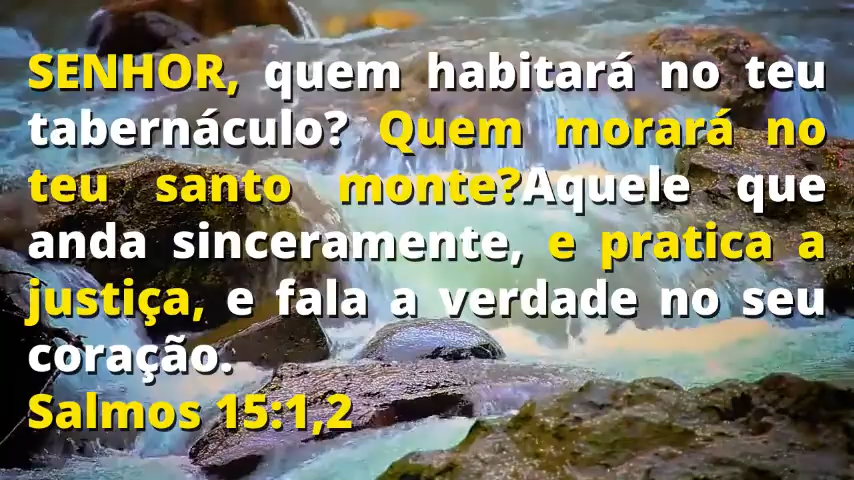 SENHOR, quem habitará no teu
tabernáculo? Quem morará no
teu santo monte?Aquele que
anda sinceramente, e pratica a
justiça, e fala a verdade no seu
coração.
Salmos 15:1,2